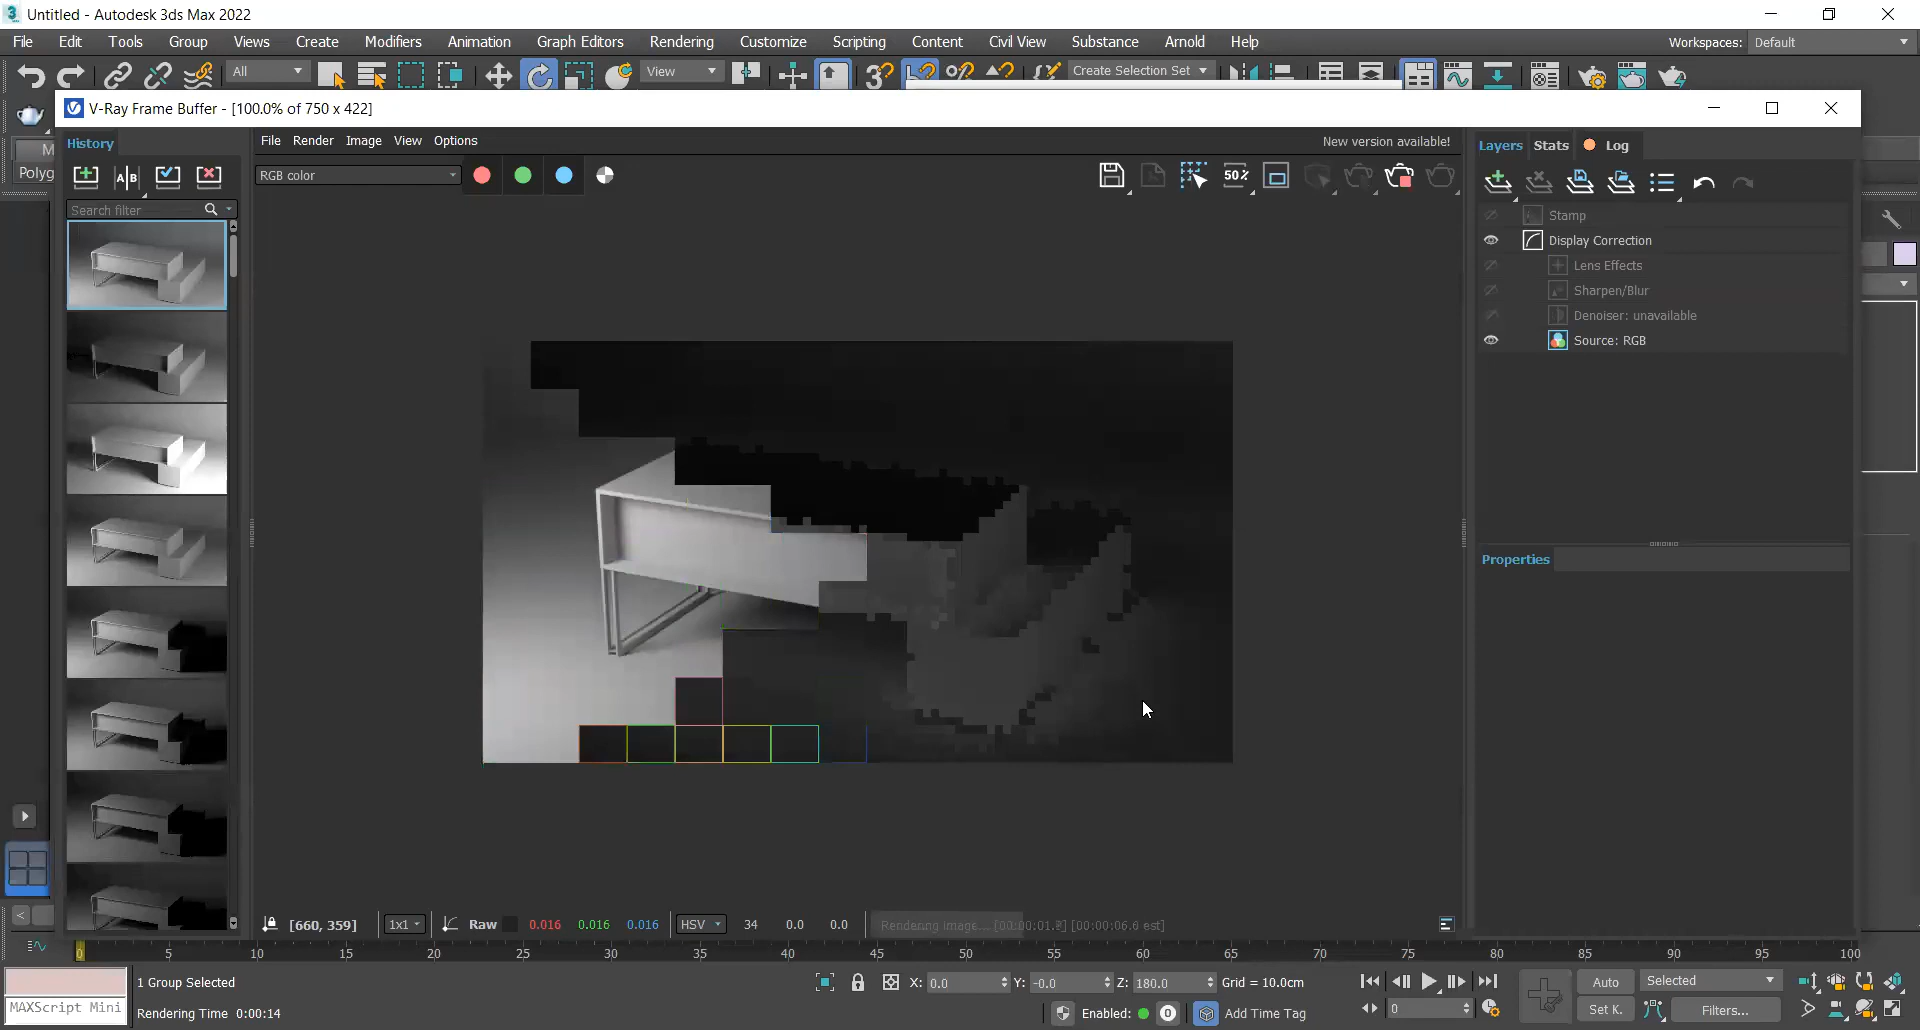 Untitled - Autodesk 3ds Max 2022
File Edit Tools Group Views Create Modifiers Animation Graph Editors Rendering Customize Scripting Content Civil View Substance Arnold Help Workspaces: Default
All View Create Selection Set
V-Ray Frame Buffer - [100.0% of 750 x 422]
History File Render Image View Options New version available! Layers Stats Log
Polyg
RGB color 50%
Search filter
Stamp
Display Correction
Lens Effects
Sharpen/Blur
Denoiser: unavailable
Source: RGB
Properties
[660, 359] 1x1 Raw 0.016 0.016 0.016 HSV 34 0.0 0.0 Rendering image...
0 5 10 15 20 25 30 35 40 45 50 55 60 65 70 75 80 85 90 95 100
1 Group Selected X: 0.0 Y: -0.0 Z: 180.0 Grid = 10.0cm Auto Selected
MAXScript Mini Rendering Time 0:00:14 Enabled: 0 Add Time Tag 0 Set K. Filters...